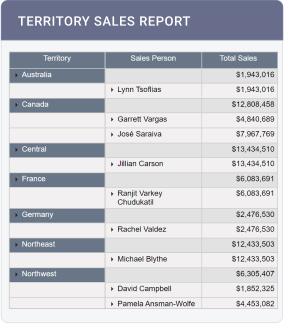 TERRITORY SALES REPORT
Territory Sales Person Total Sales
Australia $1,943,016
Lynn Tsoflias $1,943,016
Canada $12,808,458
Garrett Vargas $4,840,689
José Saraiva $7,967,769
Central $13,434,510
Jillian Carson $13,434,510
France $6,083,691
Ranjit Varkey $6,083,691
Chudukatil
Germany $2,476,530
Rachel Valdez $2,476,530
Northeast $12,433,503
Michael Blythe $12,433,503
Northwest $6,305,407
David Campbell $1,852,325
Pamela Ansman-Wolfe $4,453,082